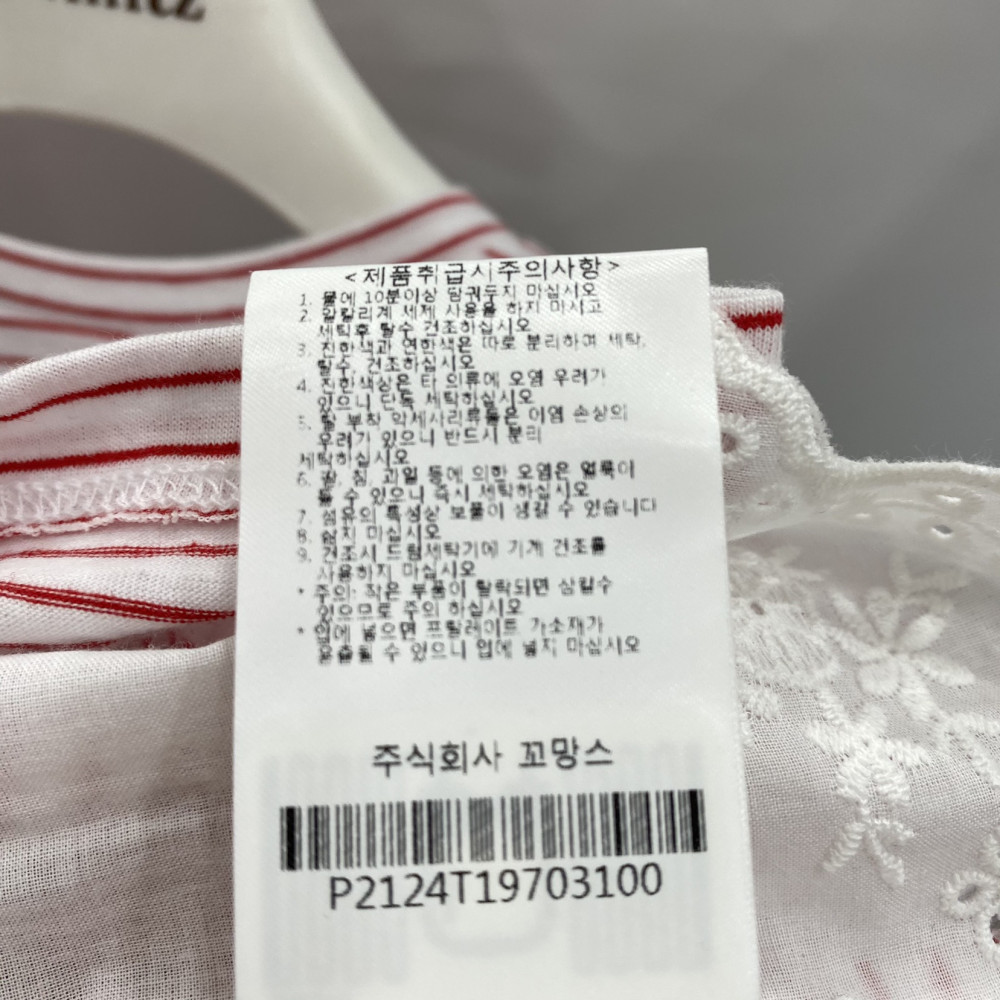 <제품취급시주의사항>
1. 물에 10분이상 담궈두지 마십시오
2. 알칼리계 세제 사용을 하지 마시고
세탁후 탈수 건조하십시오
3. 진한색과 연한색은 따로 분리하여 세탁,
탈수, 건조하십시오
4. 진한색상은 타 의류에 오염 우려가
있으니 단독 세탁하십시오
5. 탈 부착 악세사리류들은 이염 손상의
우려가 있으니 반드시 분리
세탁하십시오
6. 땀, 침, 과일 등에 의한 오염은 얼룩이
될 수 있으니 즉시 세탁하십시오
7. 섬유의 특성상 보풀이 생길 수 있습니다
8. 삶지 마십시오
9. 건조시 드럼세탁기에 기계 건조를
사용하지 마십시오
* 주의: 작은 부품이 탈락되면 삼킬수
있으므로 주의 하십시오
* 입에 넣으면 프탈레이트 가소제가
유출될 수 있으니 입에 넣지 마십시오
주식회사 꼬망스
P2124T19703100